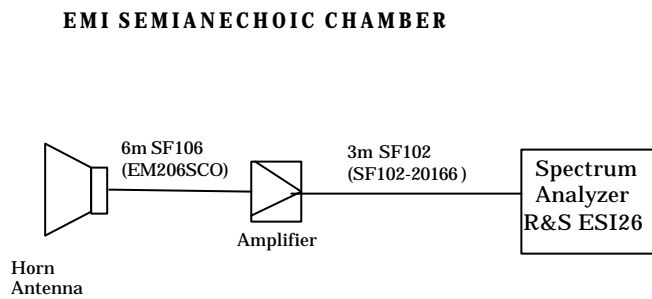 EMI SEMIANECHOIC CHAMBER
6m SF106
(EM206SCO)
3m SF102
(SF102-20166 )
Spectrum
Analyzer
R&S ESI26
Amplifier
Horn
Antenna